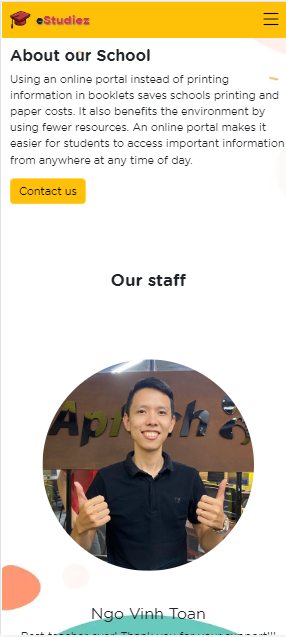 eStudiez
About our School
Using an online portal instead of printing
information in booklets saves schools printing and
paper costs. It also benefits the environment by
using fewer resources. An online portal makes it
easier for students to access important information
from anywhere at any time of day.
Contact us
Our staff
Ngo Vinh Toan
Best teacher ever! Thank you for your support!!!